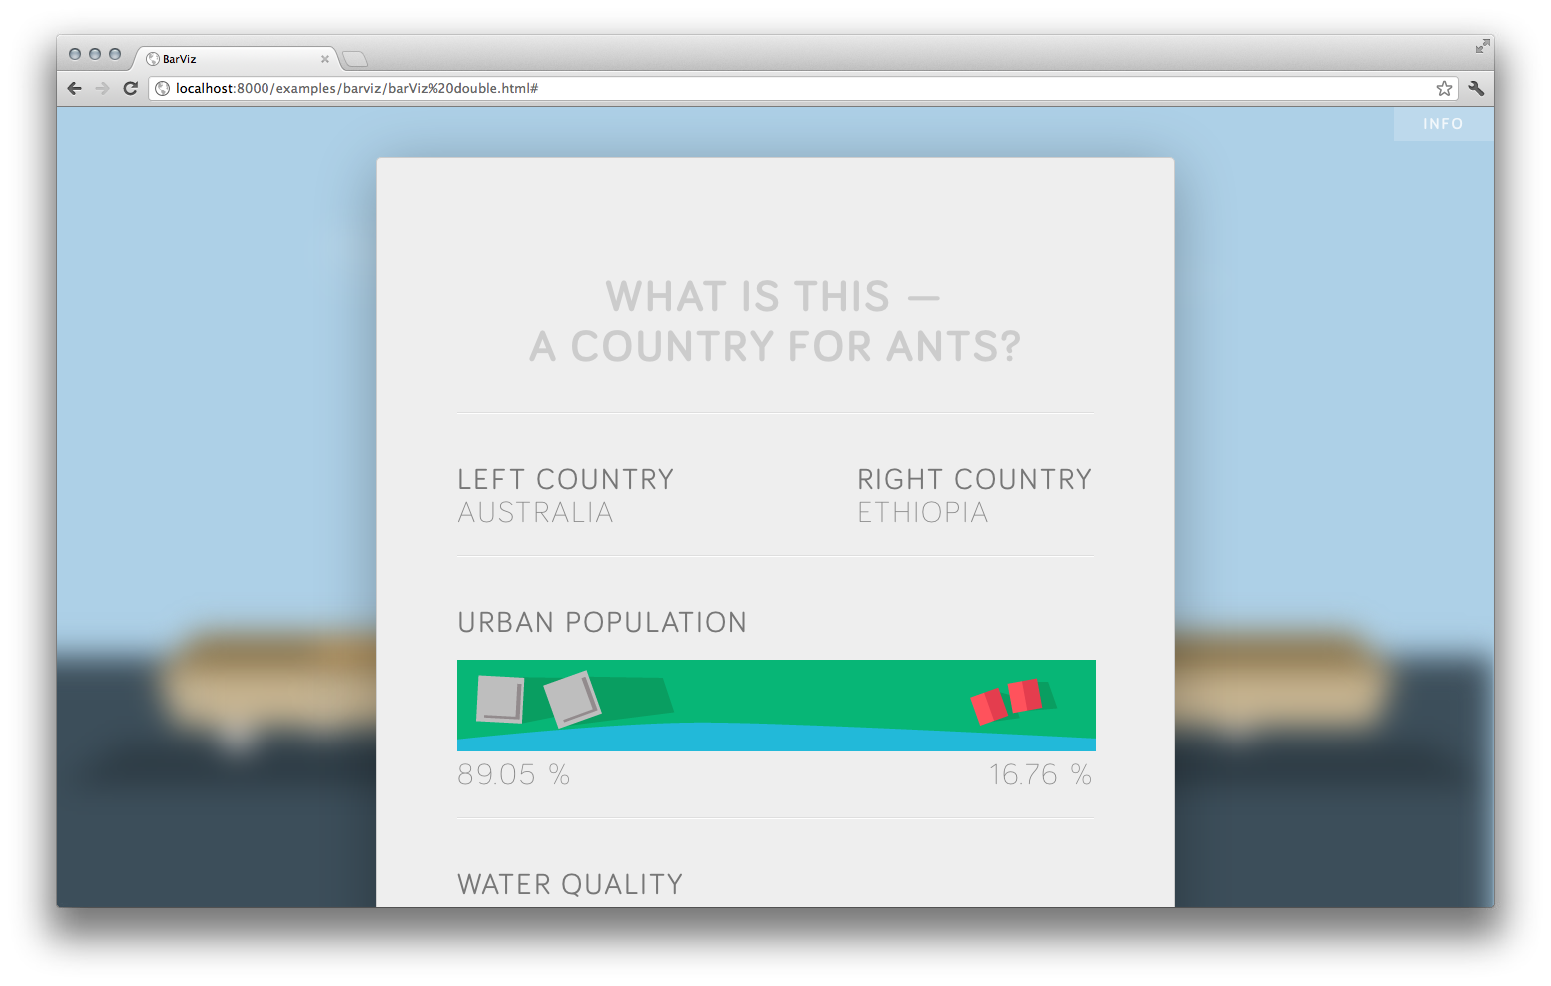 BarViz
localhost:8000/examples/barviz/barViz%20double.html#
INFO
WHAT IS THIS —
A COUNTRY FOR ANTS?
LEFT COUNTRY
RIGHT COUNTRY
AUSTRALIA
ETHIOPIA
URBAN POPULATION
89.05 %
16.76 %
WATER QUALITY